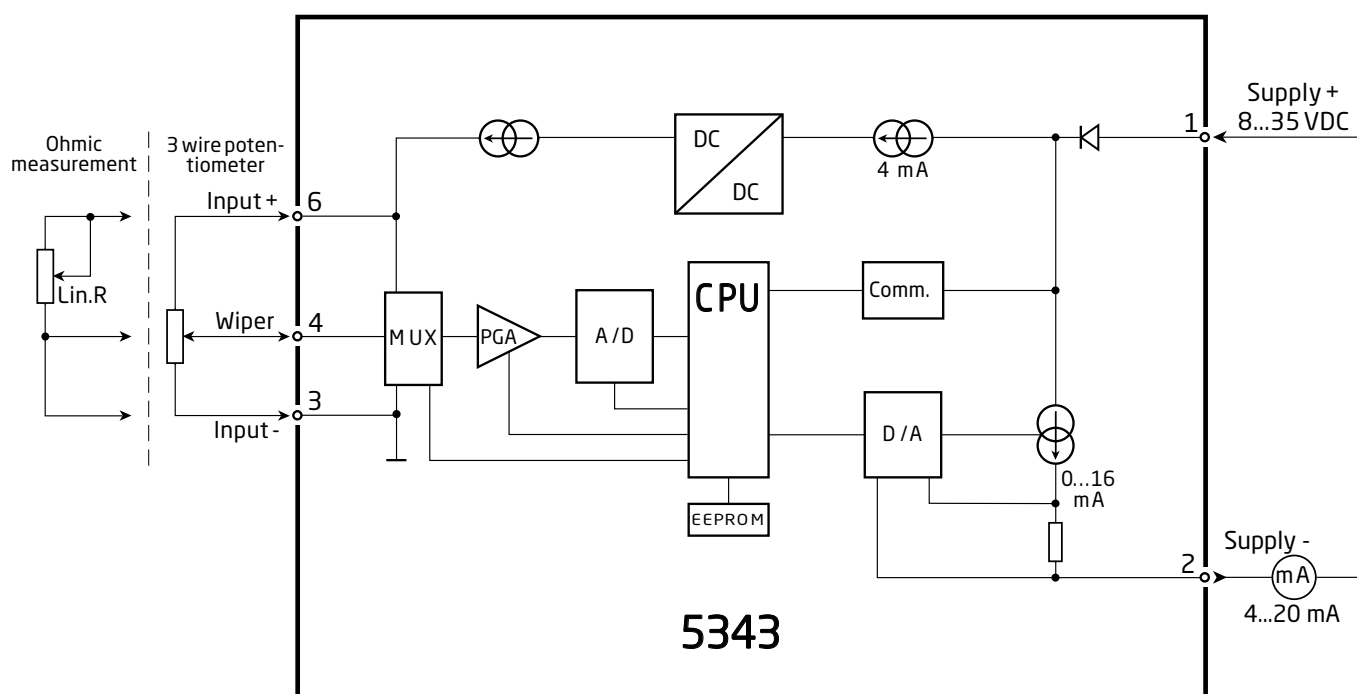 Ohmic
measurement
3 wire poten-
tiometer
Input +
6
Lin.R
Wiper
4
3
Input -
DC
DC
4 mA
1
Supply +
8...35 VDC
MUX
PGA
A/D
CPU
Comm.
D/A
EEPROM
0...16
mA
2
Supply -
mA
4...20 mA
5343